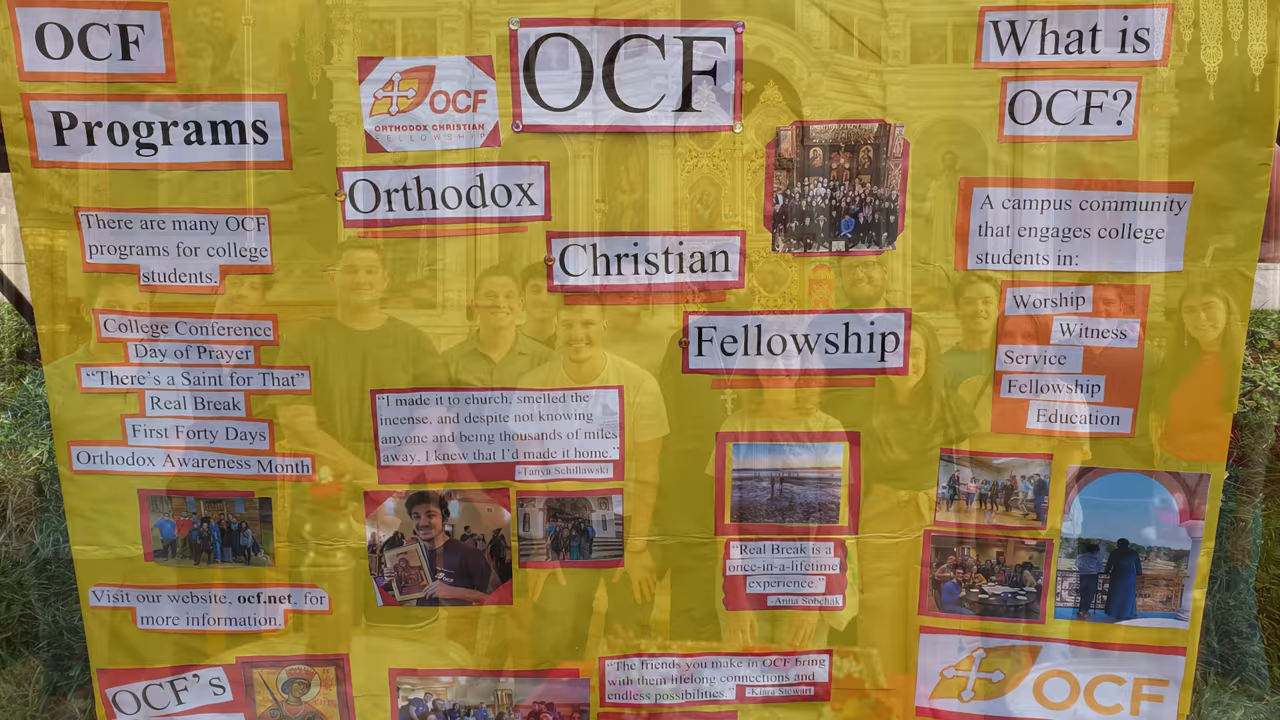 OCF
Programs
There are many OCF
programs for college
students.
College Conference
Day of Prayer
"There's a Saint for That"
Real Break
First Forty Days
Orthodox Awareness Month
Visit our website, ocf.net, for
more information.
OCF'S
OCF
ORTHODOX CHRISTIAN
FELLOWSHIP
OCF
Orthodox
Christian
Fellowship
"I made it to church, smelled the
incense, and despite not knowing
anyone and being thousands of miles
away, I knew that I'd made it home."
-Tanya Schillawski
"Real Break is a
once-in-a-lifetime
experience."
-Anna Sobchak
"The friends you make in OCF bring
with them lifelong connections and
endless possibilities."
-Kiara Stewart
What is
OCF?
A campus community
that engages college
students in:
Worship
Witness
Service
Fellowship
Education
OCF